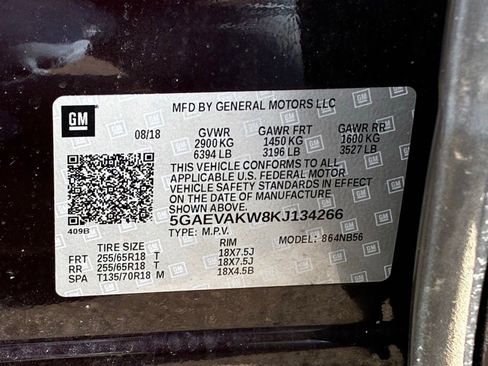 GM
MFD BY GENERAL MOTORS LLC
08/18 GVWR GAWR FRT GAWR RR
2900 KG 1450 KG 1600 KG
6394 LB 3196 LB 3527 LB
THIS VEHICLE CONFORMS TO ALL
APPLICABLE U.S. FEDERAL MOTOR
VEHICLE SAFETY STANDARDS IN EFFECT
ON THE DATE OF MANUFACTURE SHOWN ABOVE.
5GAEVAKW8KJ134266
409B
TYPE: M.P.V. MODEL: 864NB56
TIRE SIZE RIM
FRT 255/65R18 T 18X7.5J
RR 255/65R18 T 18X7.5J
SPA T135/70R18 M 18X4.5B